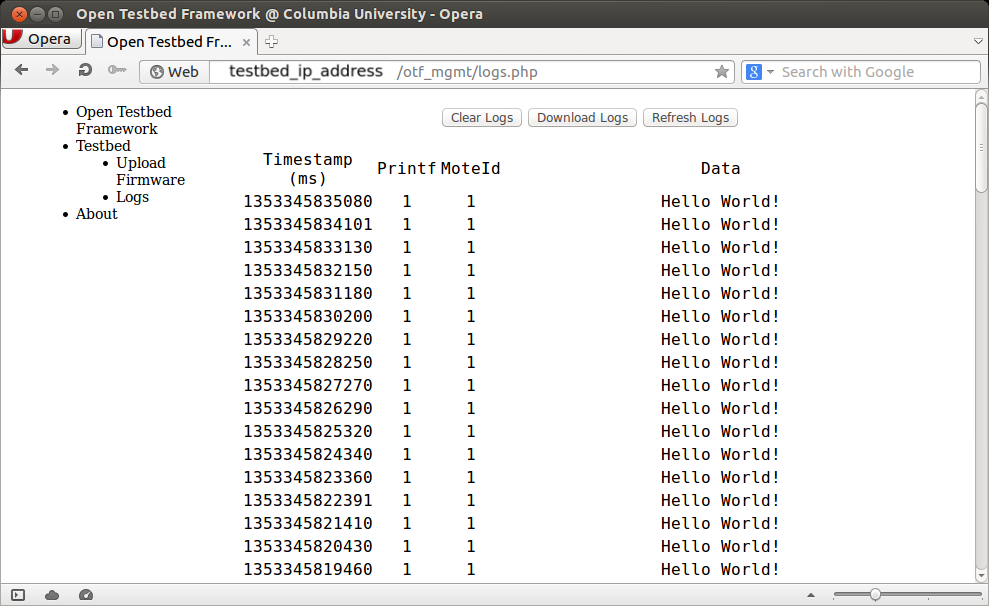 Open Testbed Framework @ Columbia University - Opera
Opera
Open Testbed Fr...
Web
testbed_ip_address /otf_mgmt/logs.php
Search with Google
Open Testbed
Framework
Testbed
Upload
Firmware
Logs
About
Clear Logs Download Logs Refresh Logs
Timestamp
(ms) Printf MoteId Data
1353345835080 1 1 Hello World!
1353345834101 1 1 Hello World!
1353345833130 1 1 Hello World!
1353345832150 1 1 Hello World!
1353345831180 1 1 Hello World!
1353345830200 1 1 Hello World!
1353345829220 1 1 Hello World!
1353345828250 1 1 Hello World!
1353345827270 1 1 Hello World!
1353345826290 1 1 Hello World!
1353345825320 1 1 Hello World!
1353345824340 1 1 Hello World!
1353345823360 1 1 Hello World!
1353345822391 1 1 Hello World!
1353345821410 1 1 Hello World!
1353345820430 1 1 Hello World!
1353345819460 1 1 Hello World!